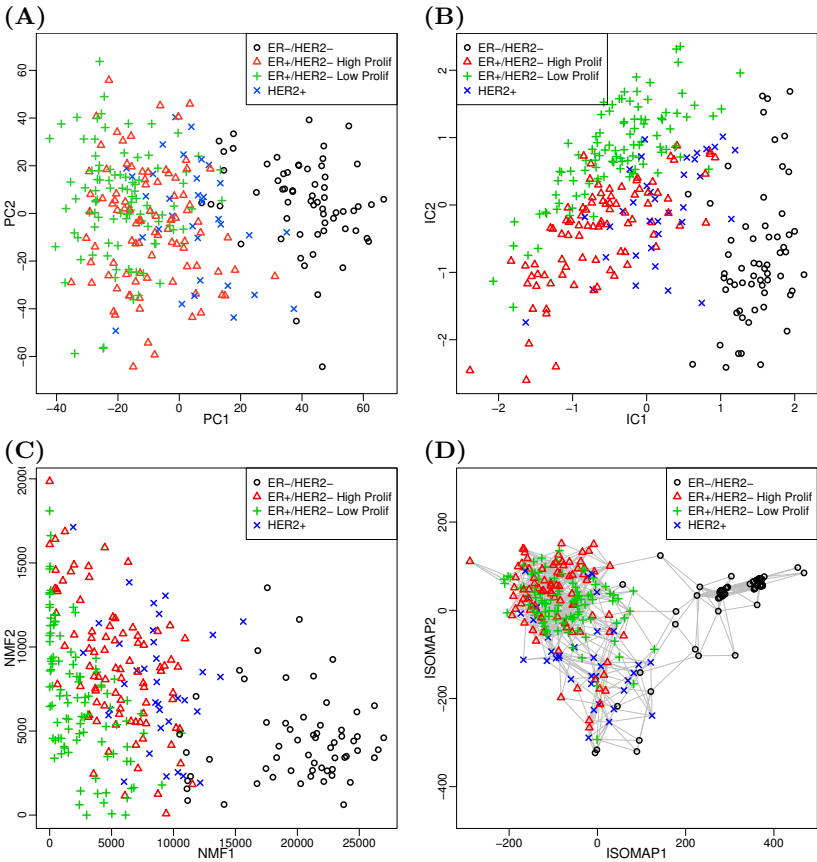 (A)
ER−/HER2−
ER+/HER2− High Prolif
ER+/HER2− Low Prolif
HER2+
60
40
20
0
−20
−40
−60
PC2
−40
−20
0
20
40
60
PC1
(B)
ER−/HER2−
ER+/HER2− High Prolif
ER+/HER2− Low Prolif
HER2+
2
1
0
−1
−2
IC2
−2
−1
0
1
2
IC1
(C)
ER−/HER2−
ER+/HER2− High Prolif
ER+/HER2− Low Prolif
HER2+
15000
10000
5000
0
NMF2
0
5000
10000
15000
20000
25000
NMF1
(D)
ER−/HER2−
ER+/HER2− High Prolif
ER+/HER2− Low Prolif
HER2+
200
0
−200
−400
ISOMAP2
−200
0
200
400
ISOMAP1